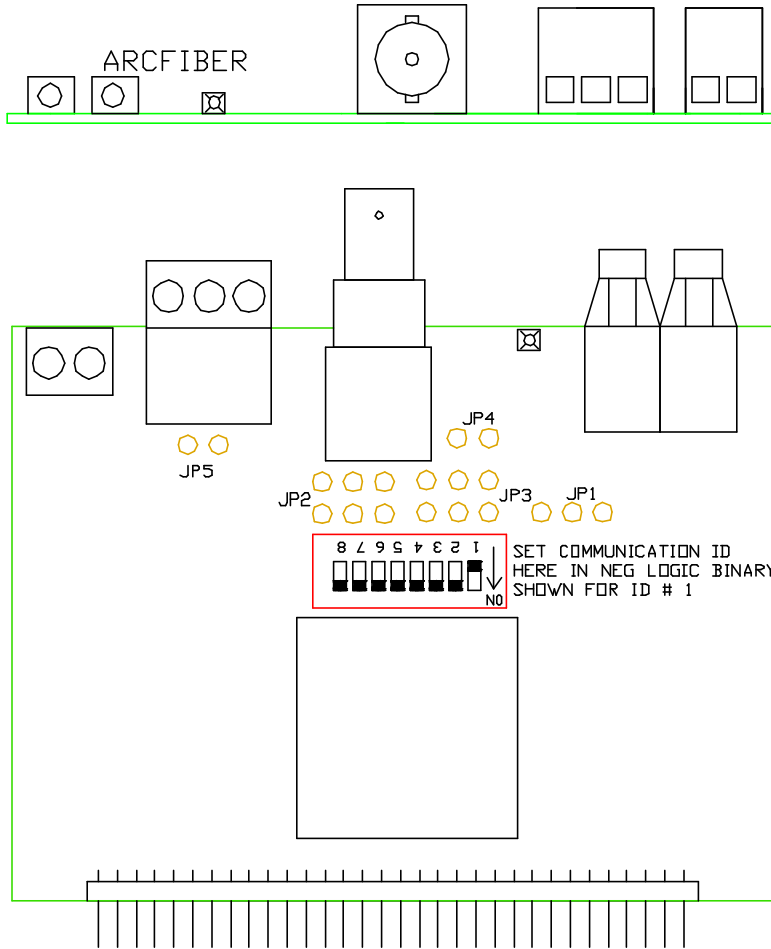 ARCFIBER
JP4
JP5
JP2
JP3
JP1
8 7 6 5 4 3 2 1
ON
SET COMMUNICATION ID
HERE IN NEG LOGIC BINARY
SHOWN FOR ID # 1